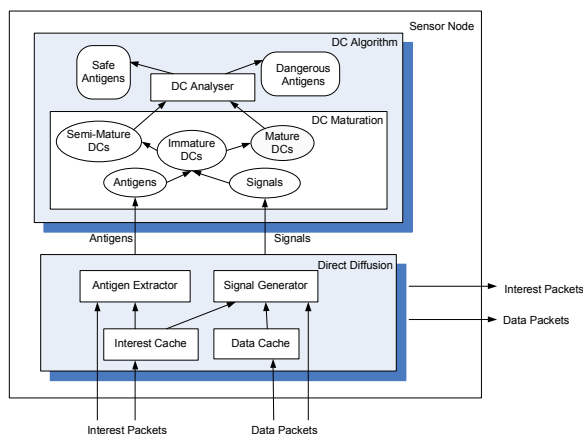 Sensor Node
DC Algorithm
Safe
Antigens
Dangerous
Antigens
DC Analyser
DC Maturation
Semi-Mature
DCs
Immature
DCs
Mature
DCs
Antigens
Signals
Antigens
Signals
Direct Diffusion
Antigen Extractor
Signal Generator
Interest Packets
Data Packets
Interest Cache
Data Cache
Interest Packets
Data Packets